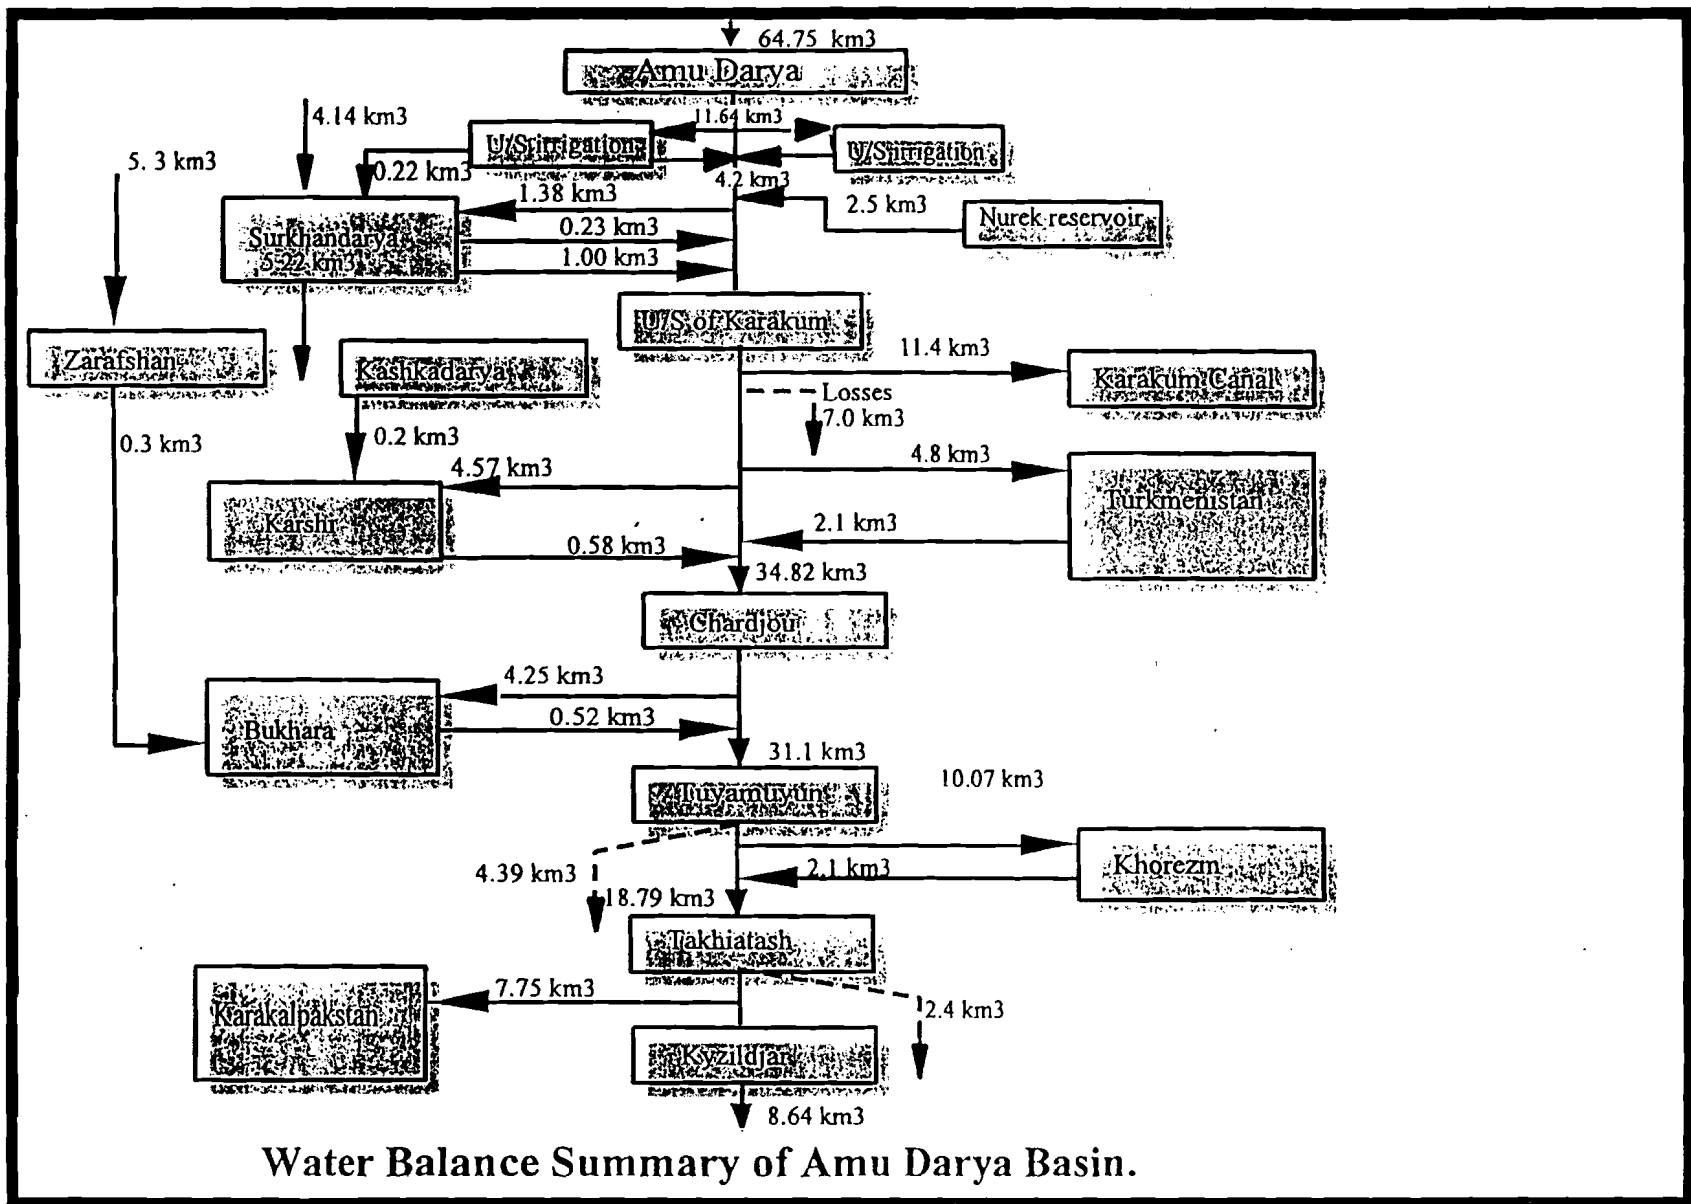 64.75 km3
Amu Darya
4.14 km3
11.64 km3
U/S irrigation
U/S irrigation
5. 3 km3
0.22 km3
4.2 km3
1.38 km3
2.5 km3
Nurek reservoir
Surkhandarya
5.22 km3
0.23 km3
1.00 km3
U/S of Karakum
Zarafshan
Kashkadarya
11.4 km3
Karakum Canal
Losses
7.0 km3
0.3 km3
0.2 km3
4.57 km3
4.8 km3
Turkmenistan
Karshi
2.1 km3
0.58 km3
34.82 km3
Chardjou
4.25 km3
0.52 km3
Bukhara
31.1 km3
10.07 km3
Tuyamuyun
4.39 km3
2.1 km3
Khorezm
18.79 km3
Takhiatash
7.75 km3
2.4 km3
Karakalpakstan
Kyzildjar
8.64 km3
Water Balance Summary of Amu Darya Basin.